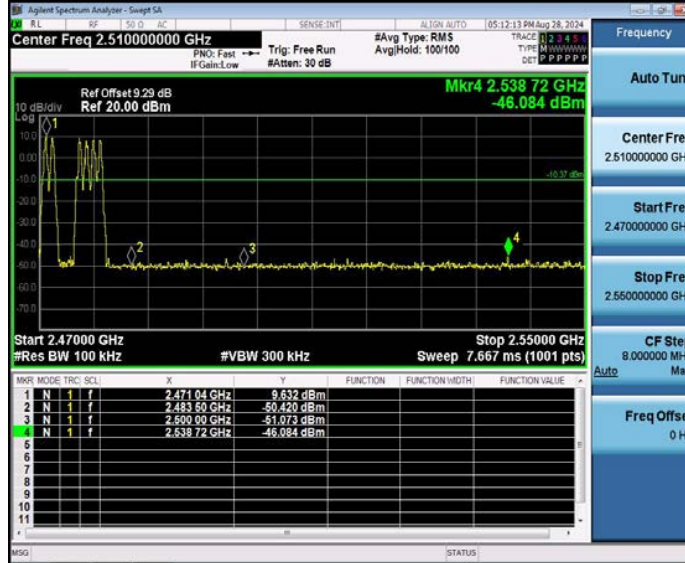 Agilent Spectrum Analyzer - Swept SA
RL RF 50 Ω AC SENSE:INT ALIGN AUTO 05:12:13 PM Aug 28, 2024
Center Freq 2.510000000 GHz
PNO: Fast
IFGain:Low
Trig: Free Run
#Atten: 30 dB
#Avg Type: RMS
Avg|Hold: 100/100
TRACE 1 2 3 4 5 6
TYPE M W W W W W
DET P P P P P P
Mkr4 2.538 72 GHz
-46.084 dBm
Ref Offset 9.29 dB
10 dB/div Ref 20.00 dBm
Log
10.0
0.00
-10.0
-20.0
-30.0
-40.0
-50.0
-60.0
-70.0
1
2
3
4
-10.37 dBm
Start 2.47000 GHz Stop 2.55000 GHz
#Res BW 100 kHz #VBW 300 kHz Sweep 7.667 ms (1001 pts)
MKR MODE TRC SCL X Y FUNCTION FUNCTION WIDTH FUNCTION VALUE
1 N 1 f 2.471 04 GHz 9.632 dBm
2 N 1 f 2.483 50 GHz -50.420 dBm
3 N 1 f 2.500 00 GHz -51.073 dBm
4 N 1 f 2.538 72 GHz -46.084 dBm
5
6
7
8
9
10
11
MSG STATUS
Frequency
Auto Tun
Center Fre
2.510000000 GH
Start Fre
2.470000000 GH
Stop Fre
2.550000000 GH
CF Ste
8.000000 MH
Auto Ma
Freq Offse
0 H